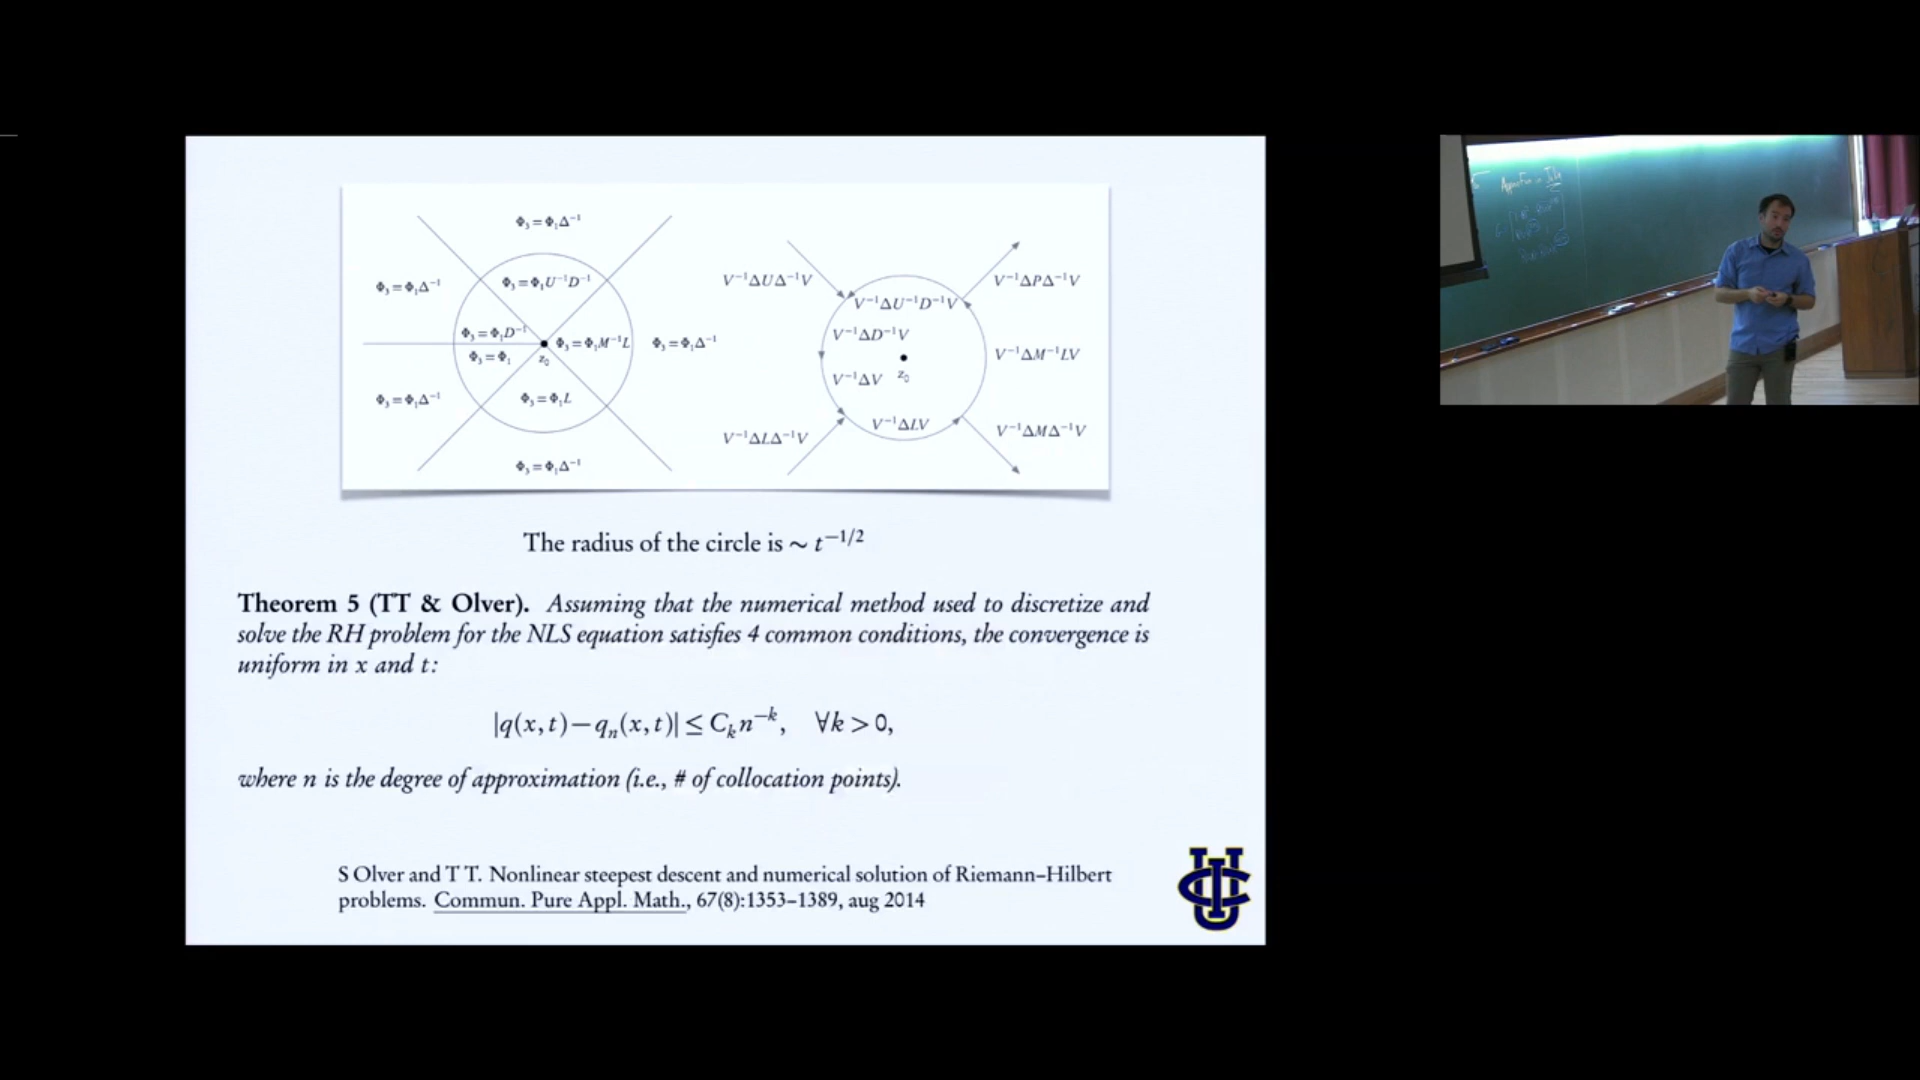 Φ₃ = Φ₁Δ⁻¹
Φ₃ = Φ₁Δ⁻¹
Φ₃ = Φ₁U⁻¹D⁻¹
Φ₃ = Φ₁D⁻¹
Φ₃ = Φ₁M⁻¹L
Φ₃ = Φ₁Δ⁻¹
Φ₃ = Φ₁
z₀
Φ₃ = Φ₁Δ⁻¹
Φ₃ = Φ₁L
Φ₃ = Φ₁Δ⁻¹
V⁻¹ΔUΔ⁻¹V
V⁻¹ΔPΔ⁻¹V
V⁻¹ΔU⁻¹D⁻¹V
V⁻¹ΔD⁻¹V
V⁻¹ΔM⁻¹LV
V⁻¹ΔV
z₀
V⁻¹ΔLV
V⁻¹ΔLΔ⁻¹V
V⁻¹ΔMΔ⁻¹V
The radius of the circle is ∼ t^{−1/2}
Theorem 5 (TT & Olver). Assuming that the numerical method used to discretize and
solve the RH problem for the NLS equation satisfies 4 common conditions, the convergence is
uniform in x and t:
|q(x,t) − qₙ(x,t)| ≤ Cₖn⁻ᵏ, ∀k > 0,
where n is the degree of approximation (i.e., # of collocation points).
S Olver and T T. Nonlinear steepest descent and numerical solution of Riemann–Hilbert
problems. Commun. Pure Appl. Math., 67(8):1353–1389, aug 2014
UCI